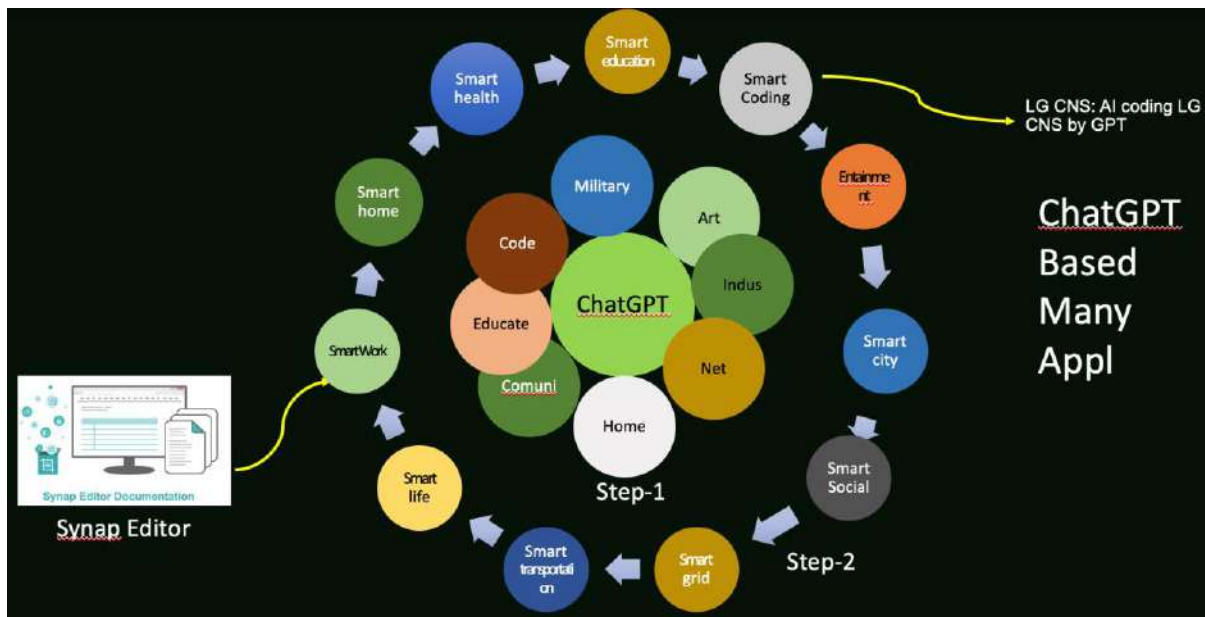 Smart
education
Smart
health
Smart
Coding
LG CNS: AI coding LG
CNS by GPT
Smart
home
Military
Art
Entainme
nt
Code
ChatGPT
Indus
Educate
Net
Comuni
Home
Step-1
SmartWork
Smart
city
ChatGPT
Based
Many
Appl
Synap Editor Documentation
Synap Editor
Smart
life
Smart
Social
Smart
transportati
on
Smart
grid
Step-2